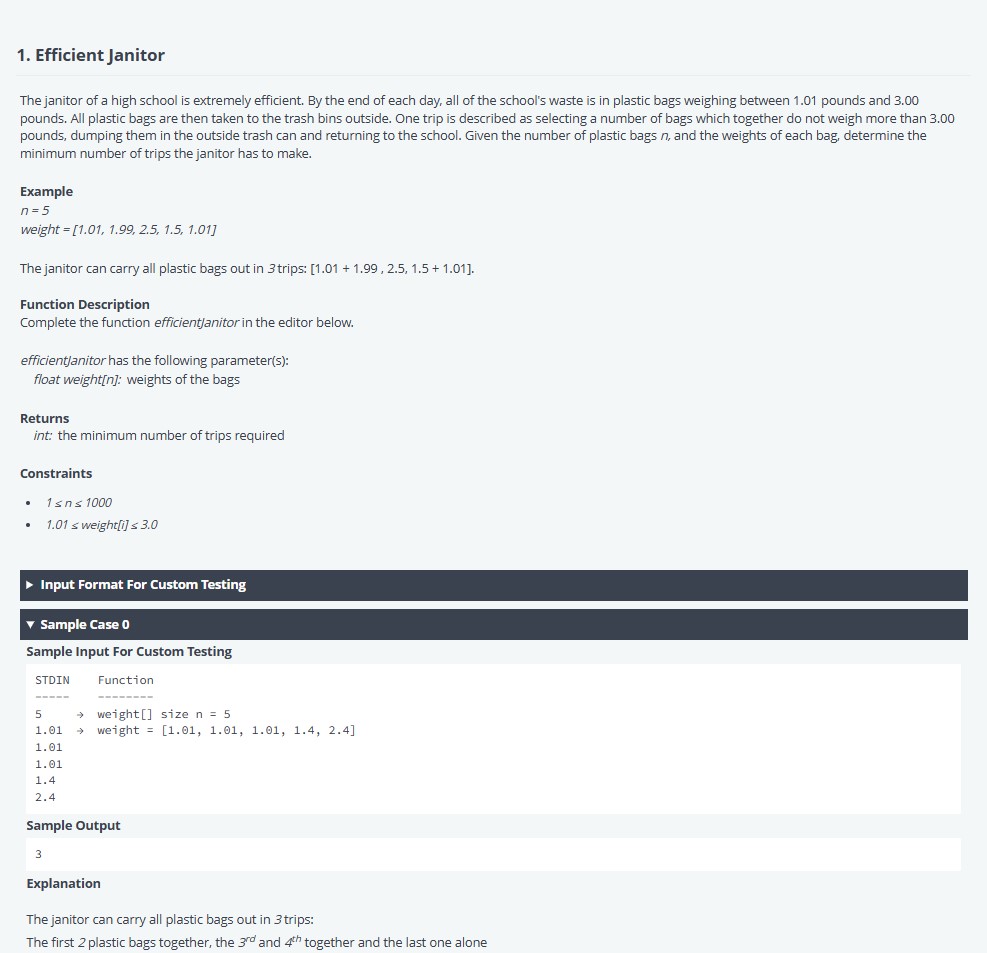 1. Efficient Janitor
The janitor of a high school is extremely efficient. By the end of each day, all of the school's waste is in plastic bags weighing between 1.01 pounds and 3.00
pounds. All plastic bags are then taken to the trash bins outside. One trip is described as selecting a number of bags which together do not weigh more than 3.00
pounds, dumping them in the outside trash can and returning to the school. Given the number of plastic bags n, and the weights of each bag, determine the
minimum number of trips the janitor has to make.
Example
n = 5
weight = [1.01, 1.99, 2.5, 1.5, 1.01]
The janitor can carry all plastic bags out in 3 trips: [1.01 + 1.99 , 2.5, 1.5 + 1.01].
Function Description
Complete the function efficientJanitor in the editor below.
efficientJanitor has the following parameter(s):
float weight[n]: weights of the bags
Returns
int: the minimum number of trips required
Constraints
• 1 ≤ n ≤ 1000
• 1.01 ≤ weight[i] ≤ 3.0
▶ Input Format For Custom Testing
▼ Sample Case 0
Sample Input For Custom Testing
STDIN Function
----- --------
5 → weight[] size n = 5
1.01 → weight = [1.01, 1.01, 1.01, 1.4, 2.4]
1.01
1.01
1.4
2.4
Sample Output
3
Explanation
The janitor can carry all plastic bags out in 3 trips:
The first 2 plastic bags together, the 3rd and 4th together and the last one alone